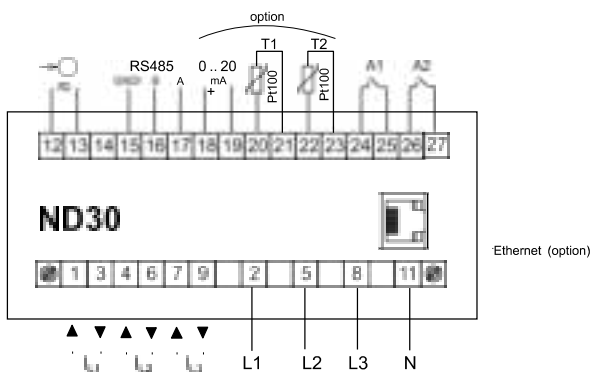 option
RS485 0 .. 20 T1 T2 A1 A2
A mA
+
Pt100 Pt100
12 13 14 15 16 17 18 19 20 21 22 23 24 25 26 27
ND30
Ethernet (option)
1 3 4 6 7 9 2 5 8 11
L1 L2 L3 N